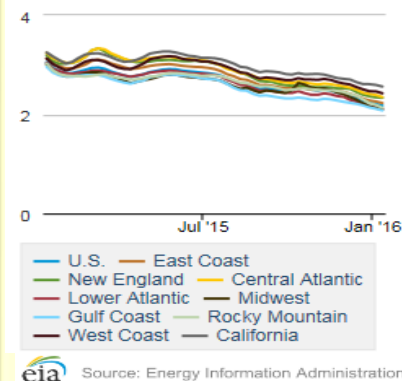 4
2
0
Jul '15
Jan '16
U.S. East Coast
New England Central Atlantic
Lower Atlantic Midwest
Gulf Coast Rocky Mountain
West Coast California
eia Source: Energy Information Administration